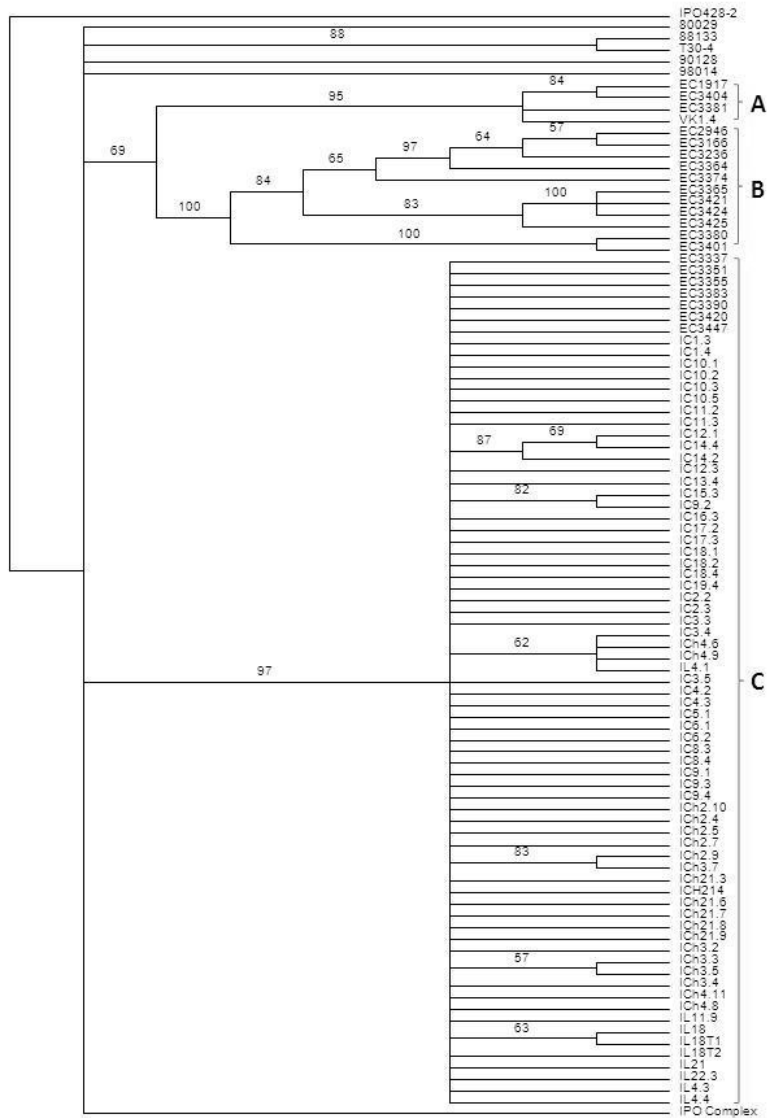 IPO428-2
80029
88
88133
T30-4
90128
98014
84
EC1917
95
EC3404
A
EC3381
VK1.4
57
EC2946
64
EC3166
97
EC3236
69
65
EC3364
84
EC3374
100
EC3365
B
100
83
EC3421
EC3424
EC3425
100
EC3380
EC3401
EC3337
EC3351
EC3355
EC3383
EC3390
EC3420
EC3447
IC1.3
IC1.4
IC10.1
IC10.2
IC10.3
IC10.5
IC11.2
IC11.3
69
IC12.1
87
IC14.4
IC14.2
IC12.3
IC13.4
82
IC15.3
IC9.2
IC16.3
IC17.2
IC17.3
IC18.1
IC18.2
IC18.4
IC19.4
IC2.2
IC2.3
IC3.3
IC3.4
62
ICh4.6
ICh4.9
IL4.1
97
IC3.5
C
IC4.2
IC4.3
IC5.1
IC6.1
IC6.2
IC8.3
IC8.4
IC9.1
IC9.3
IC9.4
ICh2.10
ICh2.4
ICh2.5
ICh2.7
83
ICh2.9
ICh3.7
ICh21.3
ICH214
ICh21.6
ICh21.7
ICh21.8
ICh21.9
ICh3.2
57
ICh3.3
ICh3.5
ICh3.4
ICh4.11
ICh4.8
IL11.9
63
IL18
IL18T1
IL18T2
IL21
IL22.3
IL4.3
IL4.4
IPO Complex